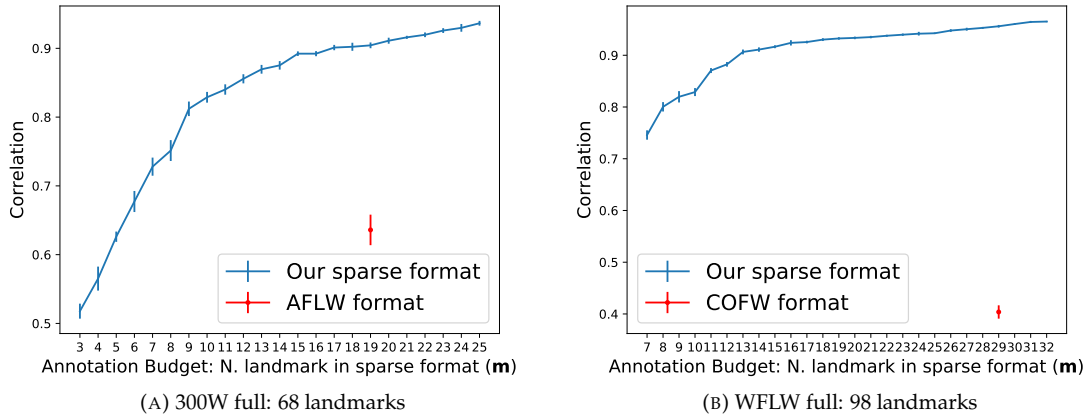 0.9
0.8
0.7
0.6
0.5
Correlation
3 4 5 6 7 8 9 10 11 12 13 14 15 16 17 18 19 20 21 22 23 24 25
Annotation Budget: N. landmark in sparse format (m)
Our sparse format
AFLW format
(A) 300W full: 68 landmarks
0.9
0.8
0.7
0.6
0.5
0.4
Correlation
7 8 9 10 11 12 13 14 15 16 17 18 19 20 21 22 23 24 25 26 27 28 29 30 31 32
Annotation Budget: N. landmark in sparse format (m)
Our sparse format
COFW format
(B) WFLW full: 98 landmarks